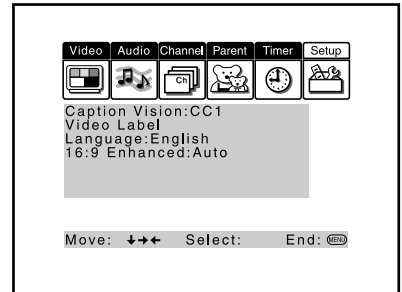 Video Audio Channel Parent Timer Setup
Ch
Caption Vision:CC1
Video Label
Language:English
16:9 Enhanced:Auto
Move: ↓→← Select: End: MENU